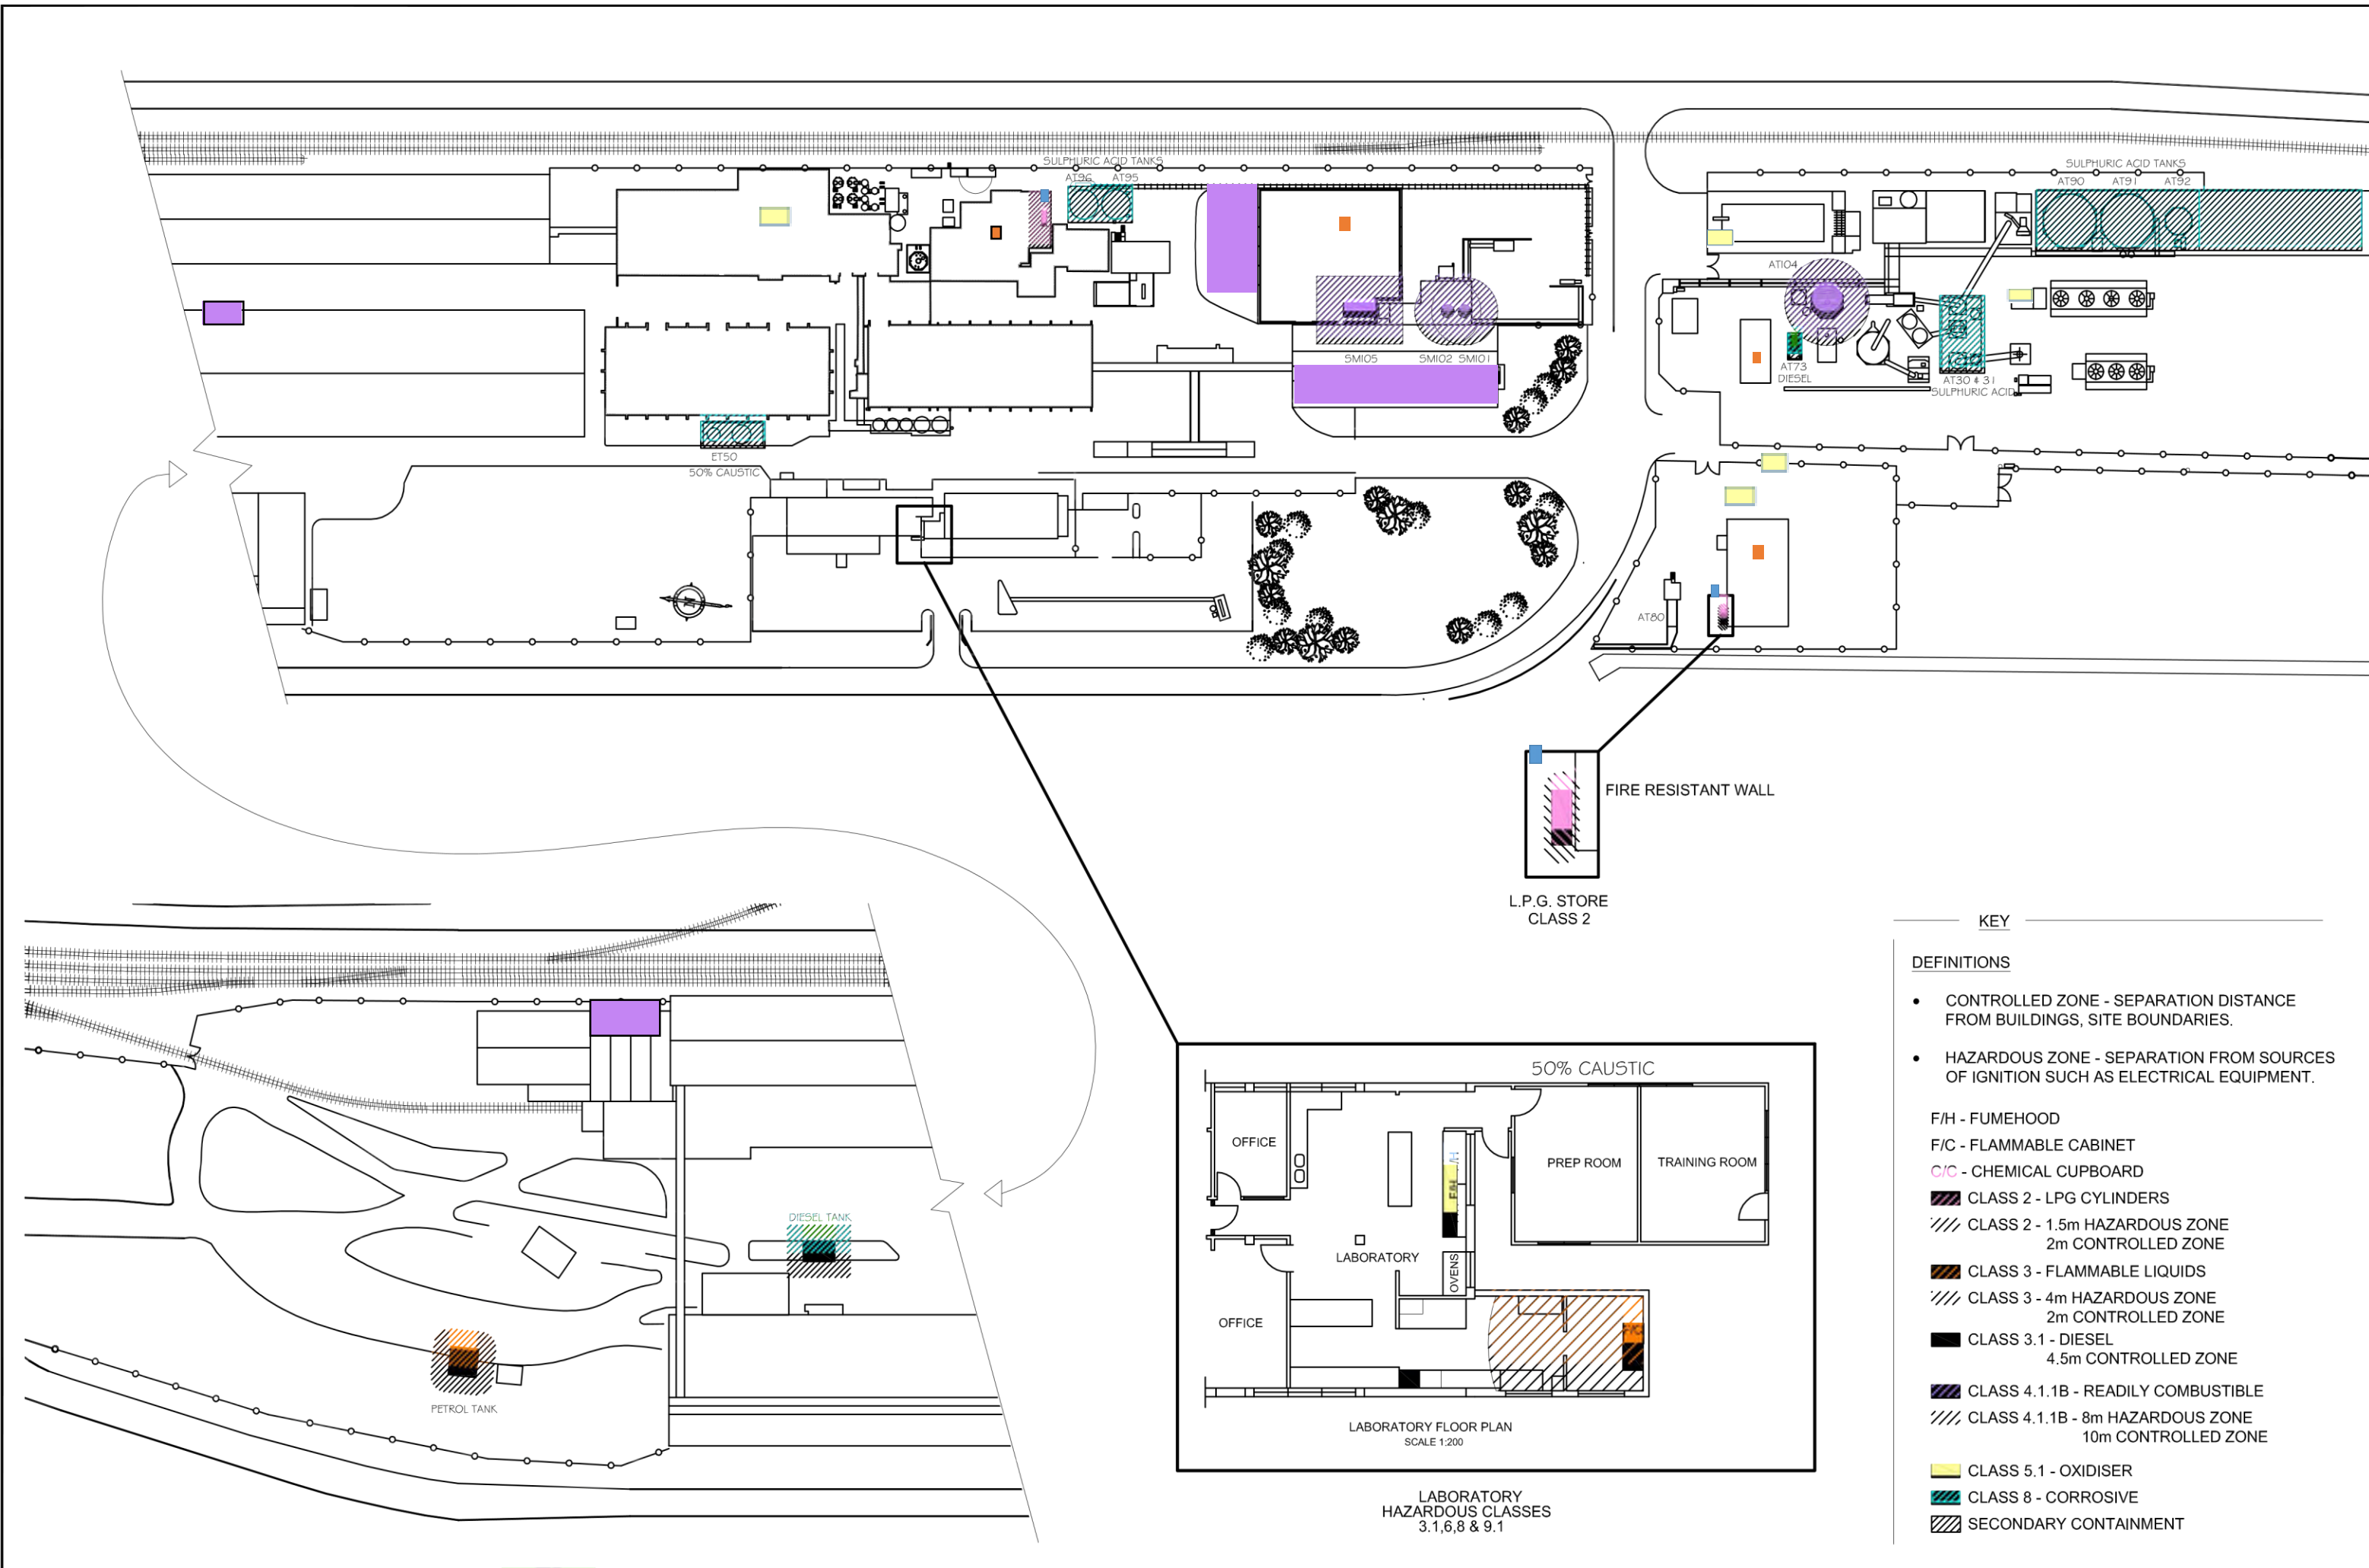 SULPHURIC ACID TANKS
AT96 AT95
SULPHURIC ACID TANKS
AT90 AT91 AT92
AT104
SM105 SM102 SM101
AT73
DIESEL
AT30 & 31
SULPHURIC ACID
ET50
50% CAUSTIC
N
AT80
FIRE RESISTANT WALL
L.P.G. STORE
CLASS 2
DIESEL TANK
PETROL TANK
50% CAUSTIC
OFFICE
F/H
F/H
PREP ROOM
TRAINING ROOM
LABORATORY
OVENS
OFFICE
F/C
LABORATORY FLOOR PLAN
SCALE 1:200
LABORATORY
HAZARDOUS CLASSES
3.1,6,8 & 9.1
KEY
DEFINITIONS
• CONTROLLED ZONE - SEPARATION DISTANCE
FROM BUILDINGS, SITE BOUNDARIES.
• HAZARDOUS ZONE - SEPARATION FROM SOURCES
OF IGNITION SUCH AS ELECTRICAL EQUIPMENT.
F/H - FUMEHOOD
F/C - FLAMMABLE CABINET
C/C - CHEMICAL CUPBOARD
CLASS 2 - LPG CYLINDERS
CLASS 2 - 1.5m HAZARDOUS ZONE
2m CONTROLLED ZONE
CLASS 3 - FLAMMABLE LIQUIDS
CLASS 3 - 4m HAZARDOUS ZONE
2m CONTROLLED ZONE
CLASS 3.1 - DIESEL
4.5m CONTROLLED ZONE
CLASS 4.1.1B - READILY COMBUSTIBLE
CLASS 4.1.1B - 8m HAZARDOUS ZONE
10m CONTROLLED ZONE
CLASS 5.1 - OXIDISER
CLASS 8 - CORROSIVE
SECONDARY CONTAINMENT